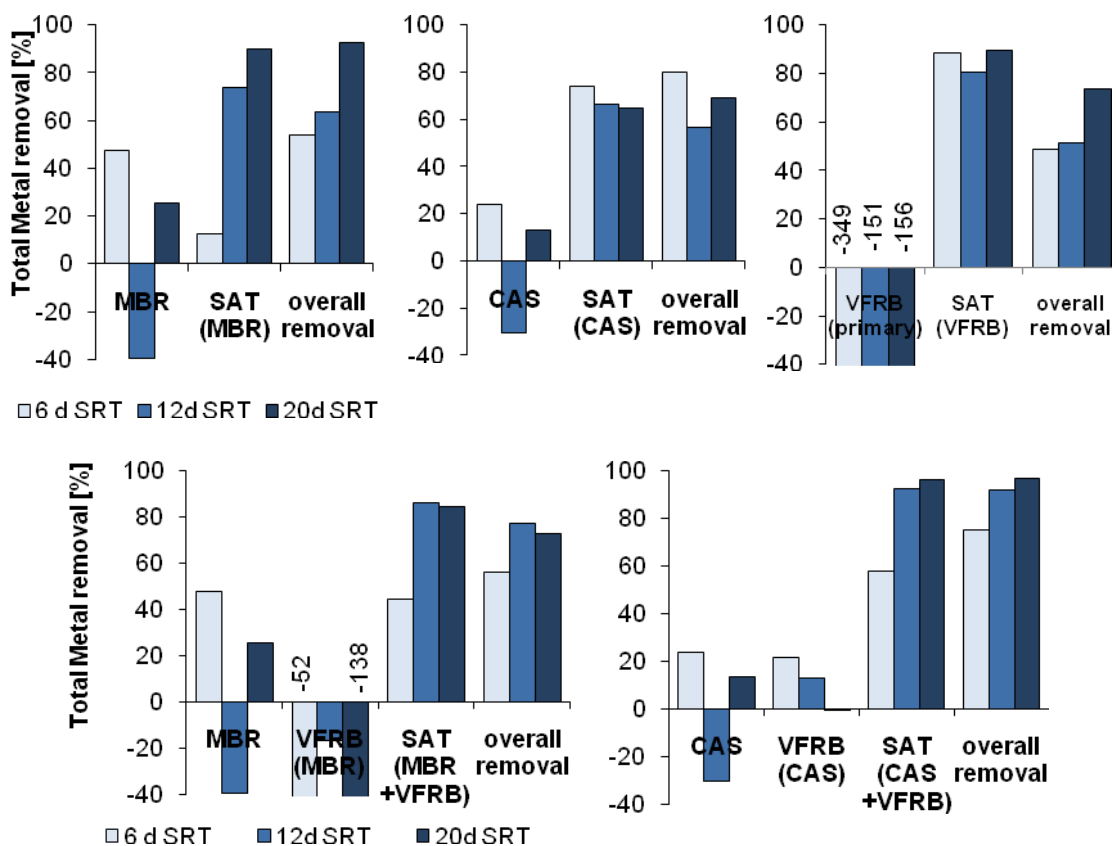 Total Metal removal [%]
100
80
60
40
20
0
-20
-40
MBR
SAT
(MBR)
overall
removal
100
80
60
40
20
0
-20
-40
CAS
SAT
(CAS)
overall
removal
100
80
60
40
20
0
-20
-40
-349
-151
-156
VFRB
(primary)
SAT
(VFRB)
overall
removal
6 d SRT 12d SRT 20d SRT
Total Metal removal [%]
100
80
60
40
20
0
-20
-40
-52
-138
MBR
VFRB
(MBR)
SAT
(MBR
+VFRB)
overall
removal
100
80
60
40
20
0
-20
-40
CAS
VFRB
(CAS)
SAT
(CAS
+VFRB)
overall
removal
6 d SRT 12d SRT 20d SRT